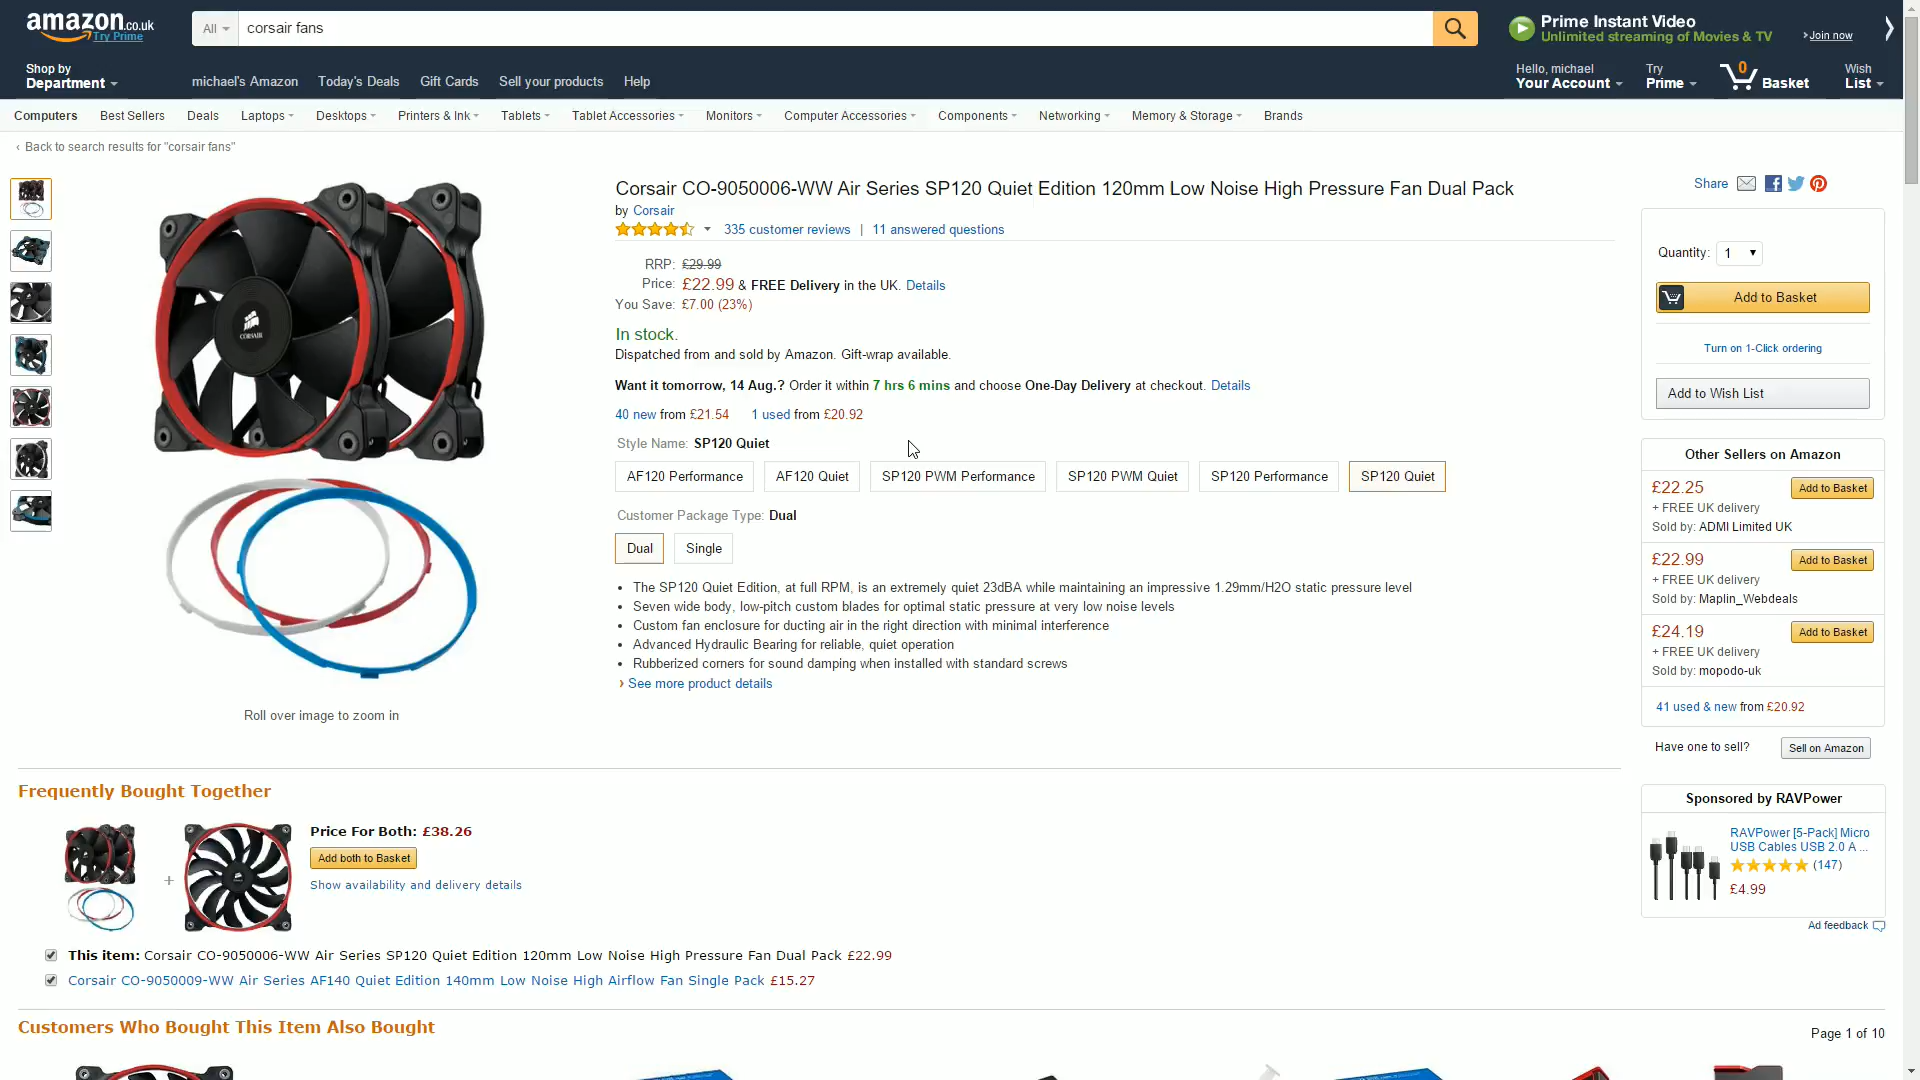 amazon.co.uk
Try Prime
All
corsair fans
Prime Instant Video
Unlimited streaming of Movies & TV
›Join now
Shop by
Department
michael's Amazon
Today's Deals
Gift Cards
Sell your products
Help
Hello, michael
Your Account
Try
Prime
0
Basket
Wish
List
Computers
Best Sellers
Deals
Laptops
Desktops
Printers & Ink
Tablets
Tablet Accessories
Monitors
Computer Accessories
Components
Networking
Memory & Storage
Brands
‹ Back to search results for "corsair fans"
CORSAIR
Roll over image to zoom in
Corsair CO-9050006-WW Air Series SP120 Quiet Edition 120mm Low Noise High Pressure Fan Dual Pack
by Corsair
335 customer reviews | 11 answered questions
RRP: £29.99
Price: £22.99 & FREE Delivery in the UK. Details
You Save: £7.00 (23%)
In stock.
Dispatched from and sold by Amazon. Gift-wrap available.
Want it tomorrow, 14 Aug.? Order it within 7 hrs 6 mins and choose One-Day Delivery at checkout. Details
40 new from £21.54 1 used from £20.92
Style Name: SP120 Quiet
AF120 Performance
AF120 Quiet
SP120 PWM Performance
SP120 PWM Quiet
SP120 Performance
SP120 Quiet
Customer Package Type: Dual
Dual
Single
• The SP120 Quiet Edition, at full RPM, is an extremely quiet 23dBA while maintaining an impressive 1.29mm/H2O static pressure level
• Seven wide body, low-pitch custom blades for optimal static pressure at very low noise levels
• Custom fan enclosure for ducting air in the right direction with minimal interference
• Advanced Hydraulic Bearing for reliable, quiet operation
• Rubberized corners for sound damping when installed with standard screws
› See more product details
Share
Quantity: 1
Add to Basket
Turn on 1-Click ordering
Add to Wish List
Other Sellers on Amazon
£22.25
Add to Basket
+ FREE UK delivery
Sold by: ADMI Limited UK
£22.99
Add to Basket
+ FREE UK delivery
Sold by: Maplin_Webdeals
£24.19
Add to Basket
+ FREE UK delivery
Sold by: mopodo-uk
41 used & new from £20.92
Have one to sell?
Sell on Amazon
Sponsored by RAVPower
RAVPower [5-Pack] Micro
USB Cables USB 2.0 A ...
(147)
£4.99
Ad feedback
Frequently Bought Together
+
Price For Both: £38.26
Add both to Basket
Show availability and delivery details
This item: Corsair CO-9050006-WW Air Series SP120 Quiet Edition 120mm Low Noise High Pressure Fan Dual Pack £22.99
Corsair CO-9050009-WW Air Series AF140 Quiet Edition 140mm Low Noise High Airflow Fan Single Pack £15.27
Customers Who Bought This Item Also Bought
Page 1 of 10